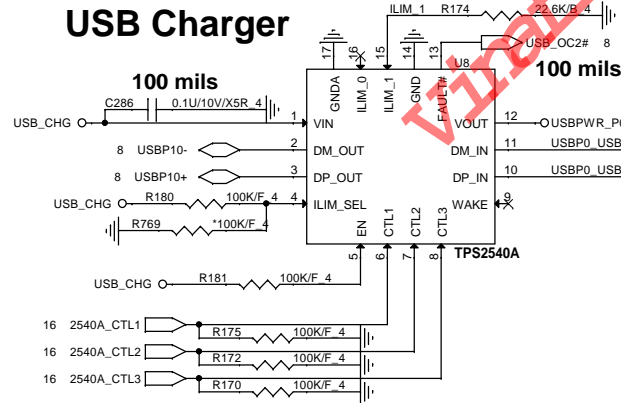 USB Charger
ILIM_1 R174 22.6K/B_4
17 16 15 14 13
USB_OC2# 8
U8
100 mils 100 mils
GNDA ILIM_0 ILIM_1 GND FAULT#
C286 0.1U/10V/X5R_4
USB_CHG 1 VIN VOUT 12 USBPWR_P
8 USBP10- 2 DM_OUT DM_IN 11 USBP0_USB
8 USBP10+ 3 DP_OUT DP_IN 10 USBP0_USB
USB_CHG R180 100K/F_4 4 ILIM_SEL WAKE 9
R769 *100K/F_4
EN CTL1 CTL2 CTL3
TPS2540A
5 6 7 8
USB_CHG R181 100K/F_4
16 2540A_CTL1
R175 100K/F_4
16 2540A_CTL2
R172 100K/F_4
16 2540A_CTL3
R170 100K/F_4